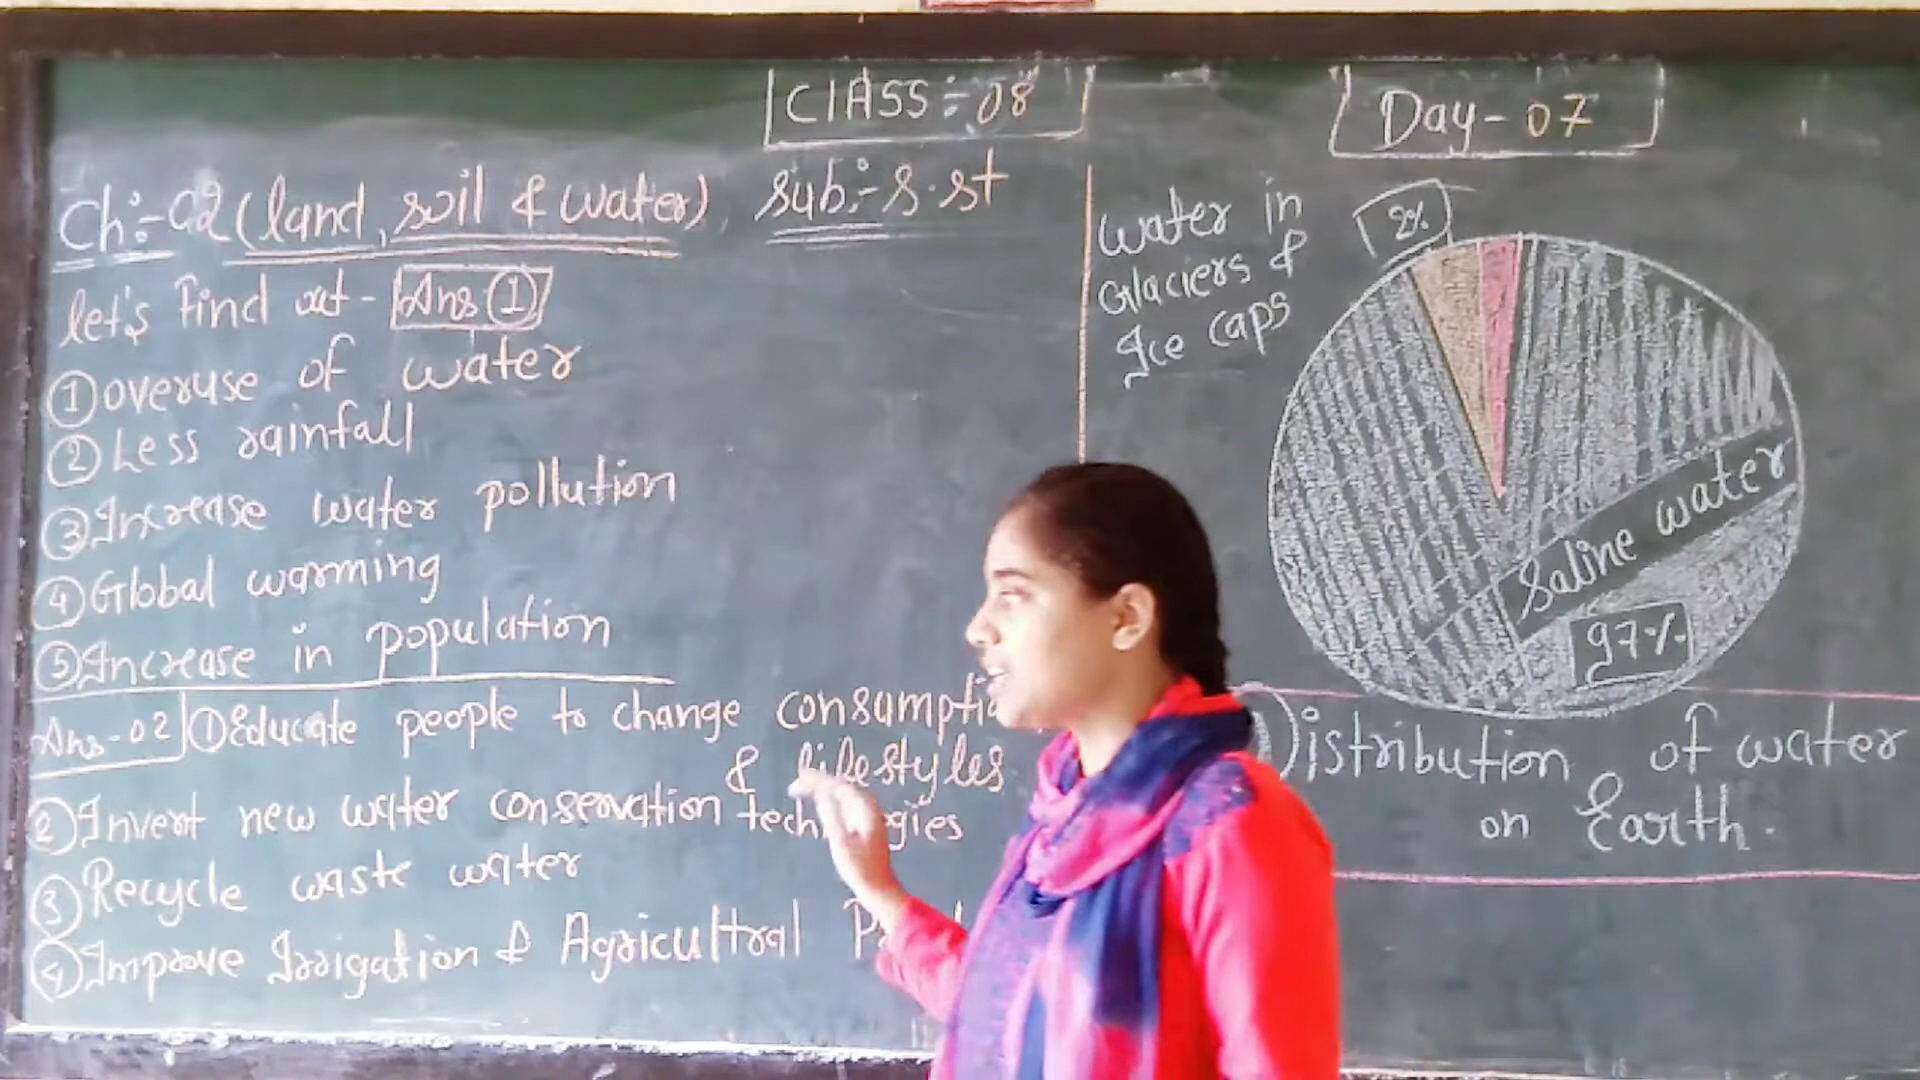 CLASS :- 08
Day - 07
Ch :- 02 (land, soil & water), sub :- s.st
let's find out - Ans ①
① overuse of water
② Less rainfall
③ Increase water pollution
④ Global warming
⑤ Increase in population
Ans - 02 ① Educate people to change
& lifestyles
② Invent new water conservation
③ Recycle waste water
④ Improve Irrigation & Agricultral
Water in
Glaciers &
Ice caps
2%
Saline water
97%
Distribution of water
on Earth.